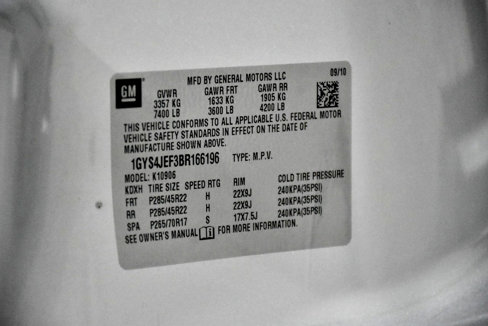 GM
MFD BY GENERAL MOTORS LLC 09/10
GVWR GAWR FRT GAWR RR
3357 KG 1633 KG 1905 KG
7400 LB 3600 LB 4200 LB
THIS VEHICLE CONFORMS TO ALL APPLICABLE U.S. FEDERAL MOTOR
VEHICLE SAFETY STANDARDS IN EFFECT ON THE DATE OF
MANUFACTURE SHOWN ABOVE.
1GYS4JEF3BR166196 TYPE: M.P.V.
MODEL: K10906
KDXH TIRE SIZE SPEED RTG RIM COLD TIRE PRESSURE
FRT P285/45R22 H 22X9J 240KPA(35PSI)
RR P285/45R22 H 22X9J 240KPA(35PSI)
SPA P265/70R17 S 17X7.5J 240KPA(35PSI)
SEE OWNER'S MANUAL FOR MORE INFORMATION.